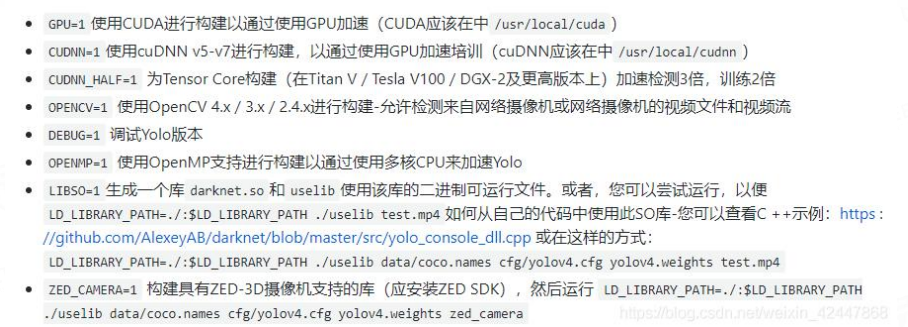 GPU=1 使用CUDA进行构建以通过使用GPU加速（CUDA应该在中 /usr/local/cuda ）
CUDNN=1 使用cuDNN v5-v7进行构建，以通过使用GPU加速培训（cuDNN应该在中 /usr/local/cudnn ）
CUDNN_HALF=1 为Tensor Core构建（在Titan V / Tesla V100 / DGX-2及更高版本上）加速检测3倍，训练2倍
OPENCV=1 使用OpenCV 4.x / 3.x / 2.4.x进行构建-允许检测来自网络摄像机或网络摄像机的视频文件和视频流
DEBUG=1 调试Yolo版本
OPENMP=1 使用OpenMP支持进行构建以通过使用多核CPU来加速Yolo
LIBSO=1 生成一个库 darknet.so 和 uselib 使用该库的二进制可运行文件。或者，您可以尝试运行，以便
LD_LIBRARY_PATH=./:$LD_LIBRARY_PATH ./uselib test.mp4 如何从自己的代码中使用此SO库-您可以查看C ++示例：https :
//github.com/AlexeyAB/darknet/blob/master/src/yolo_console_dll.cpp 或在这样的方式：
LD_LIBRARY_PATH=./:$LD_LIBRARY_PATH ./uselib data/coco.names cfg/yolov4.cfg yolov4.weights test.mp4
ZED_CAMERA=1 构建具有ZED-3D摄像机支持的库（应安装ZED SDK），然后运行 LD_LIBRARY_PATH=./:$LD_LIBRARY_PATH
./uselib data/coco.names cfg/yolov4.cfg yolov4.weights zed_camera
https://blog.csdn.net/weixin_42447868